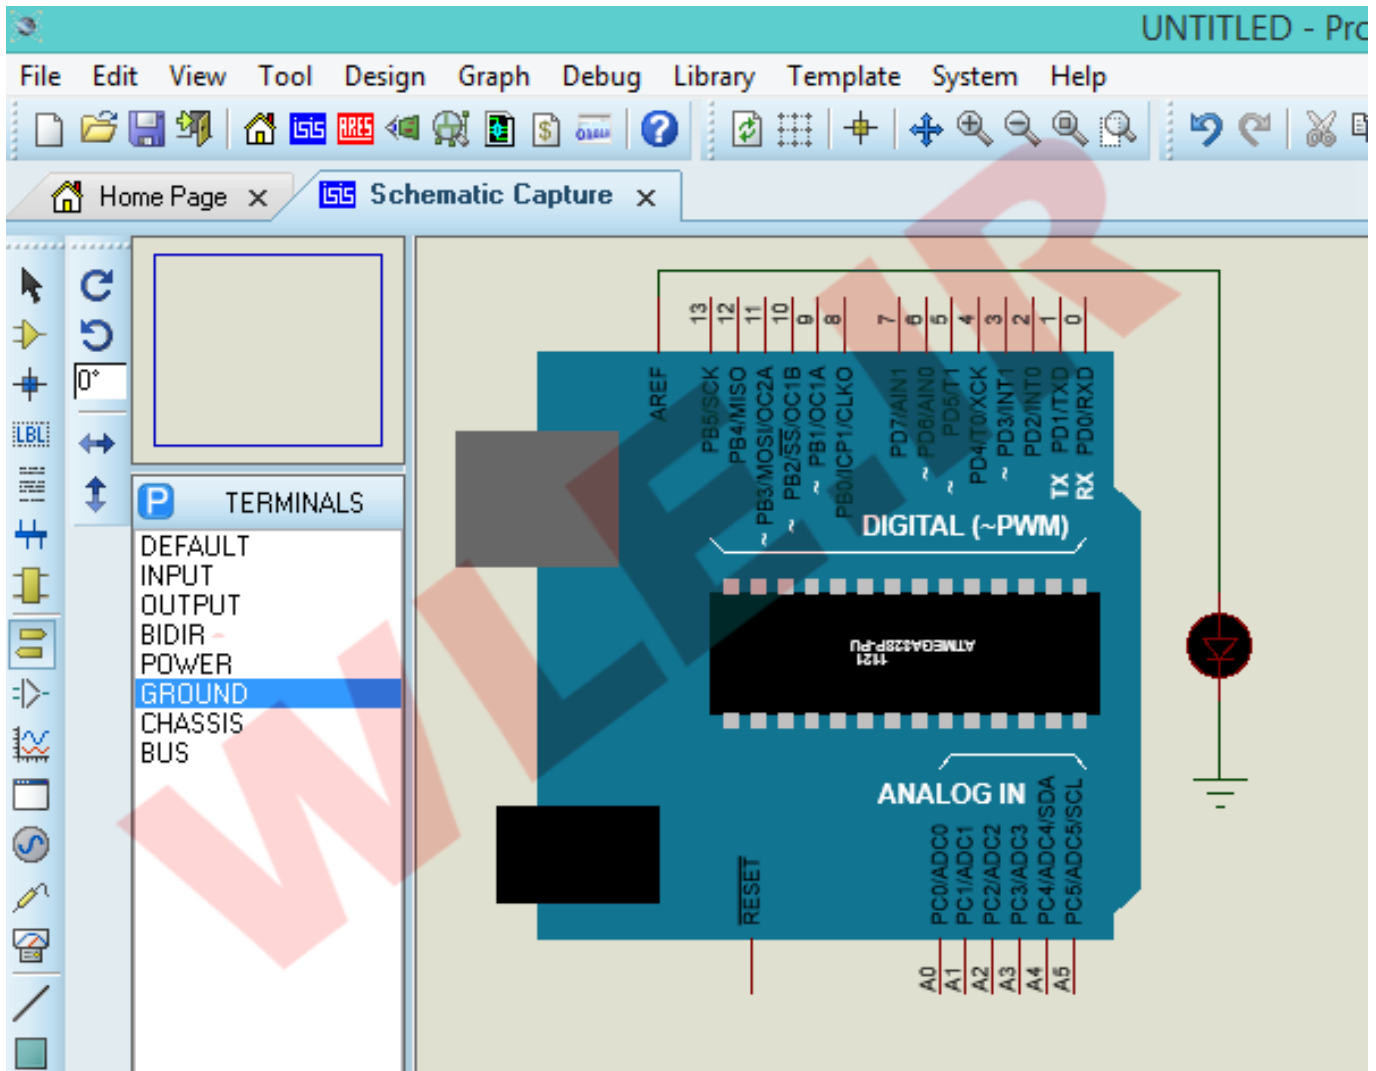 UNTITLED - Pro
File Edit View Tool Design Graph Debug Library Template System Help
isis ARES $ ?
Home Page x isis Schematic Capture x
0°
LBL
P TERMINALS
DEFAULT
INPUT
OUTPUT
BIDIR
POWER
GROUND
CHASSIS
BUS
13 12 11 10 9 8 7 6 5 4 3 2 1 0
AREF
PB5/SCK
PB4/MISO
~ PB3/MOSI/OC2A
~ PB2/SS/OC1B
~ PB1/OC1A
PB0/ICP1/CLKO
PD7/AIN1
~ PD6/AIN0
~ PD5/T1
PD4/T0/XCK
~ PD3/INT1
PD2/INT0
TX PD1/TXD
RX PD0/RXD
DIGITAL (~PWM)
ATMEGA328P-PU
1121
ANALOG IN
RESET
PC0/ADC0
PC1/ADC1
PC2/ADC2
PC3/ADC3
PC4/ADC4/SDA
PC5/ADC5/SCL
A0 A1 A2 A3 A4 A5
WLE.IR